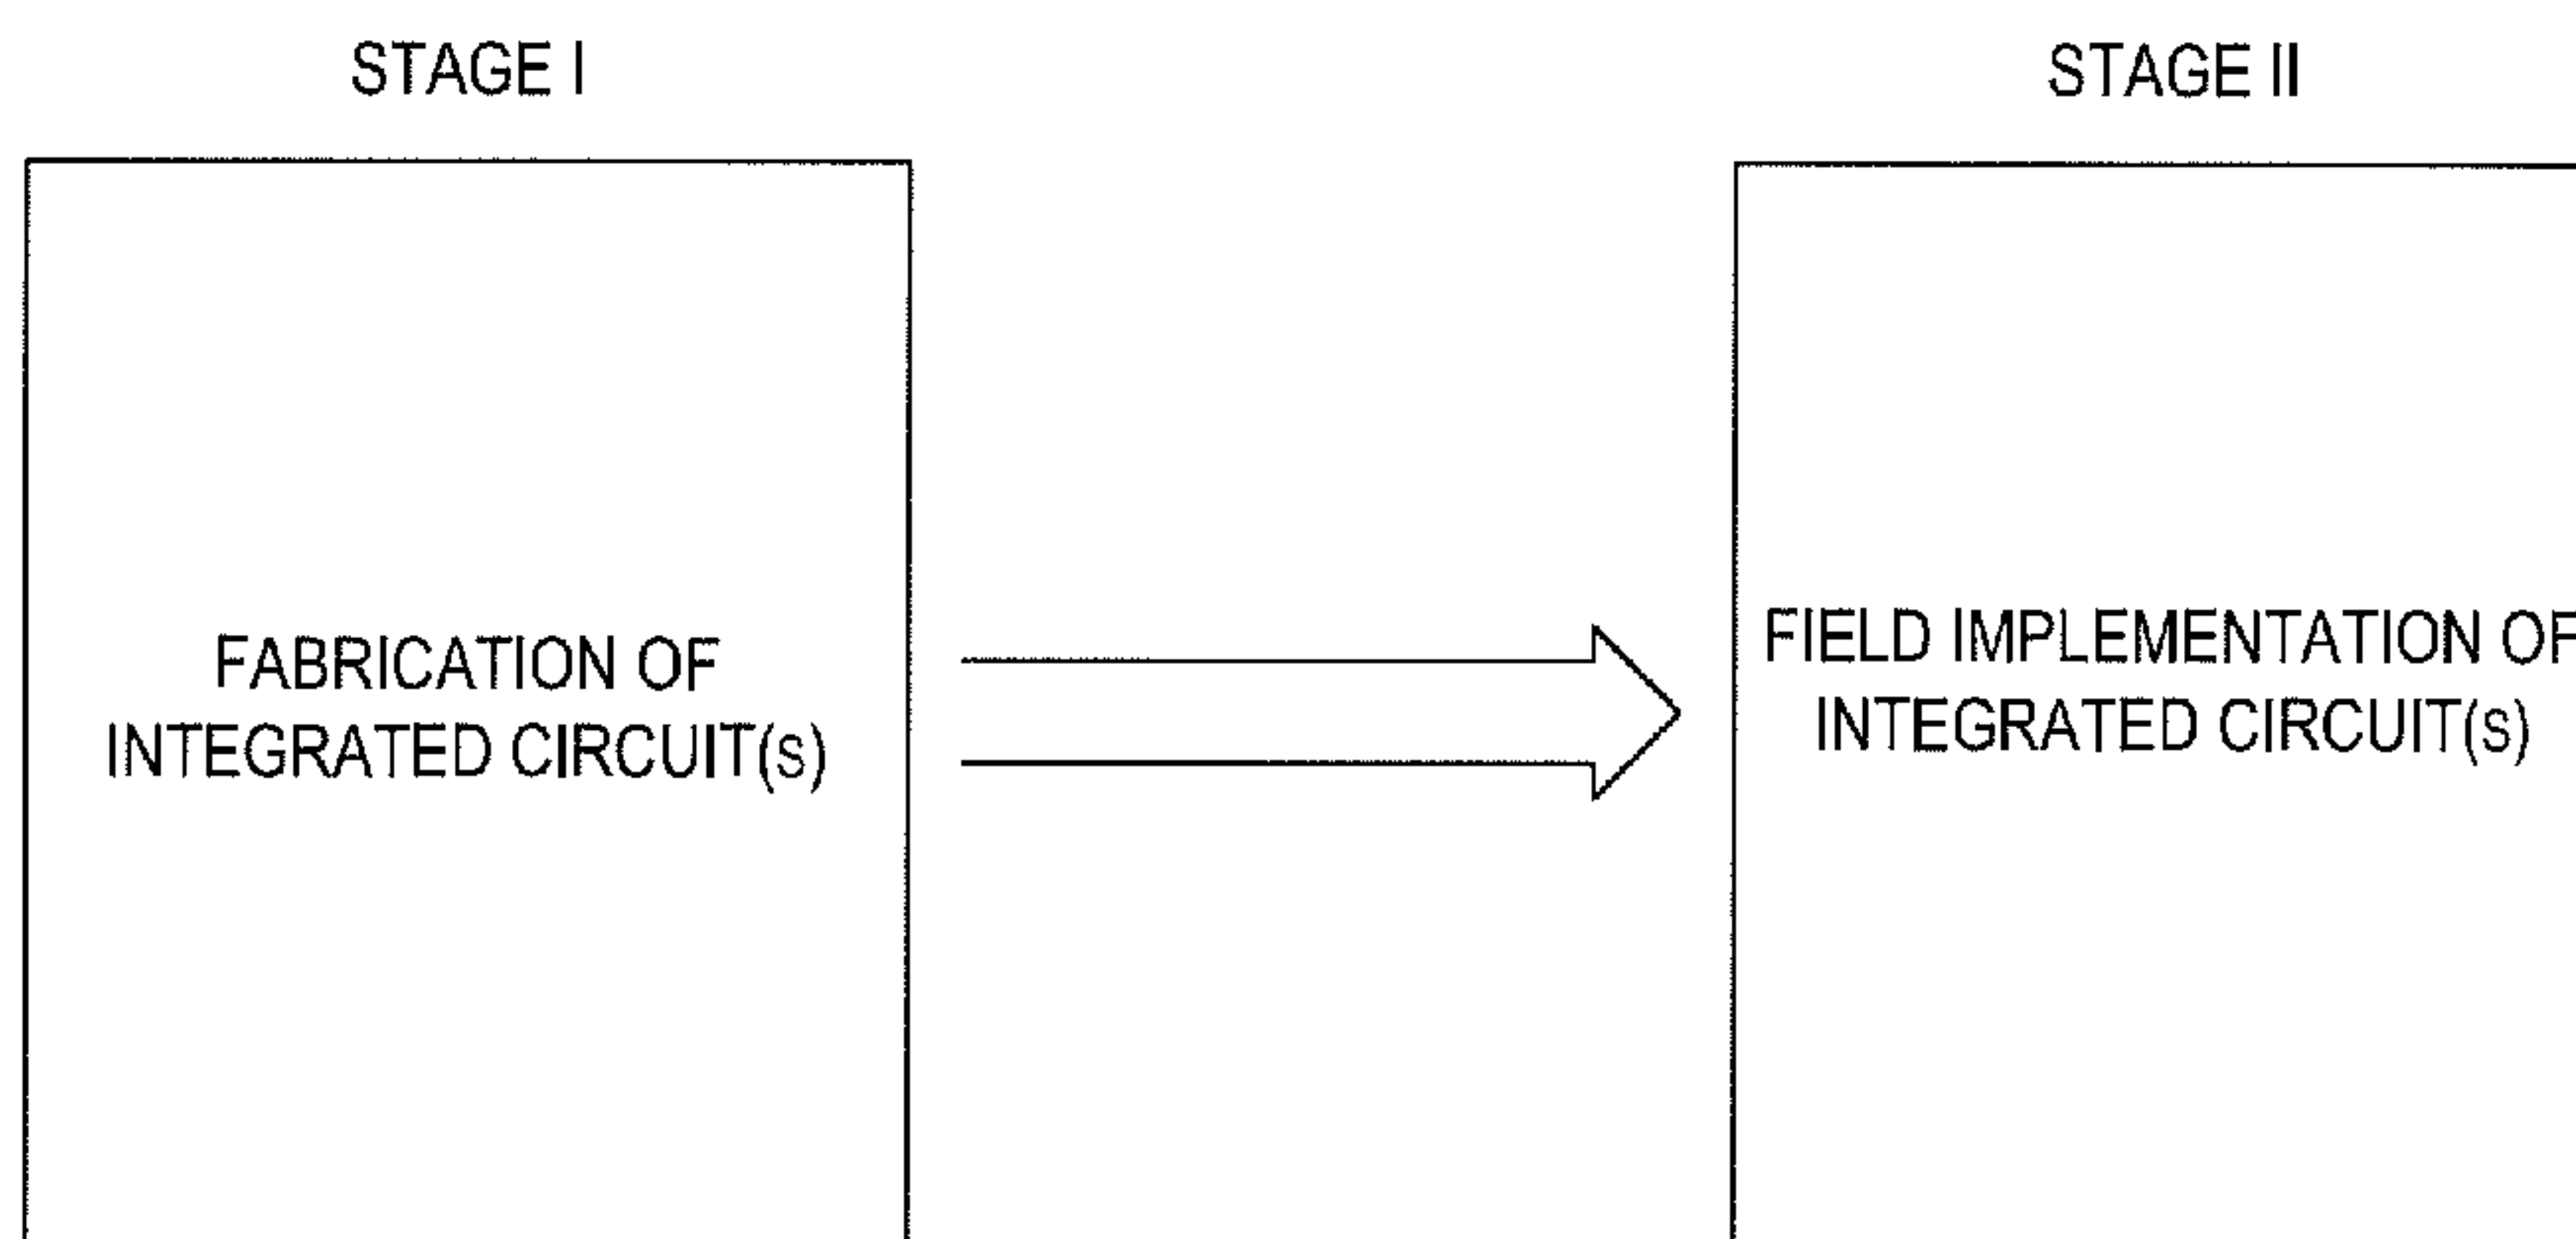 STAGE I
FABRICATION OF
INTEGRATED CIRCUIT(s)
STAGE II
FIELD IMPLEMENTATION OF
INTEGRATED CIRCUIT(s)